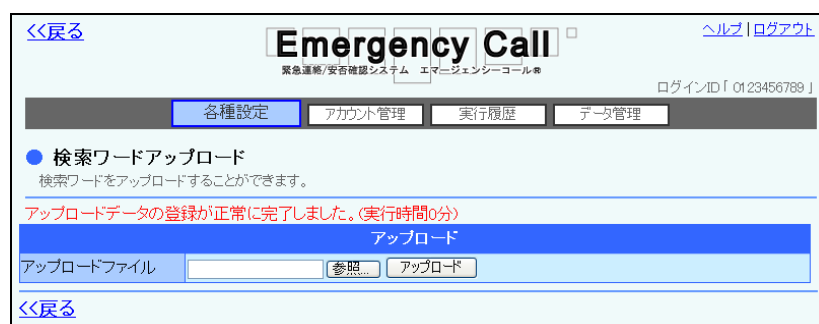 <<戻る
Emergency Call
ヘルプ | ログアウト
緊急連絡/安否確認システム エマージェンシーコール®
ログインID「 0123456789 」
各種設定 アカウント管理 実行履歴 データ管理
● 検索ワードアップロード
検索ワードをアップロードすることができます。
アップロードデータの登録が正常に完了しました。(実行時間0分)
アップロード
アップロードファイル 参照... アップロード
<<戻る